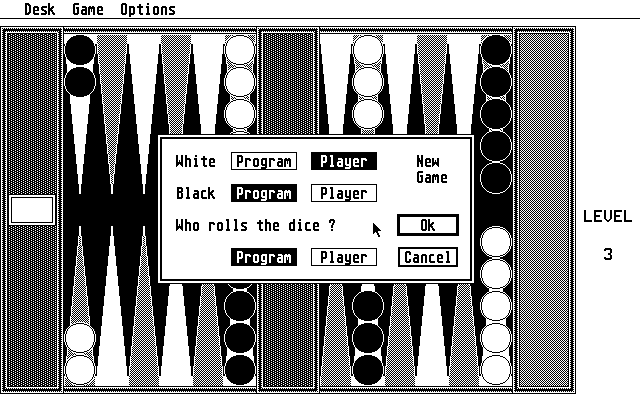 Desk Game Options
White Program Player New
Game
Black Program Player
Who rolls the dice ? Ok
Program Player Cancel
LEVEL
3